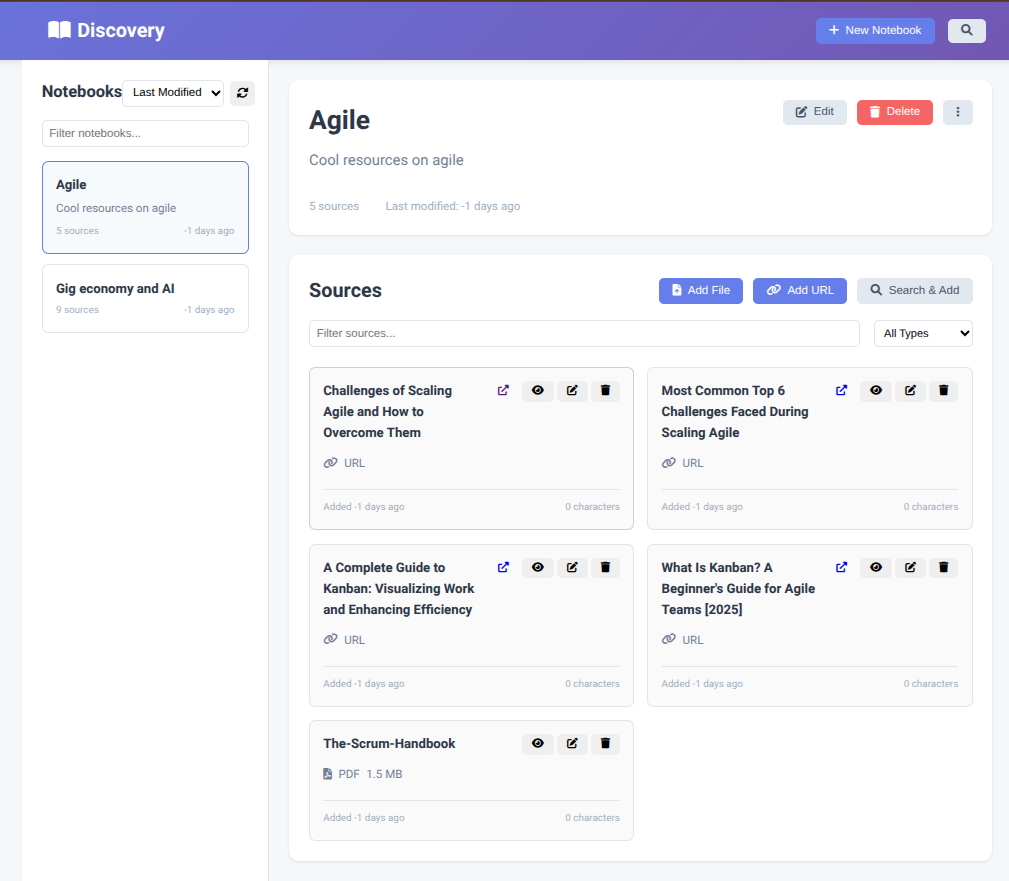 Discovery
New Notebook
Notebooks
Last Modified
Filter notebooks...
Agile
Cool resources on agile
5 sources
-1 days ago
Gig economy and AI
9 sources
-1 days ago
Agile
Edit
Delete
Cool resources on agile
5 sources
Last modified: -1 days ago
Sources
Add File
Add URL
Search & Add
Filter sources...
All Types
Challenges of Scaling
Agile and How to
Overcome Them
URL
Added -1 days ago
0 characters
Most Common Top 6
Challenges Faced During
Scaling Agile
URL
Added -1 days ago
0 characters
A Complete Guide to
Kanban: Visualizing Work
and Enhancing Efficiency
URL
Added -1 days ago
0 characters
What Is Kanban? A
Beginner's Guide for Agile
Teams [2025]
URL
Added -1 days ago
0 characters
The-Scrum-Handbook
PDF 1.5 MB
Added -1 days ago
0 characters